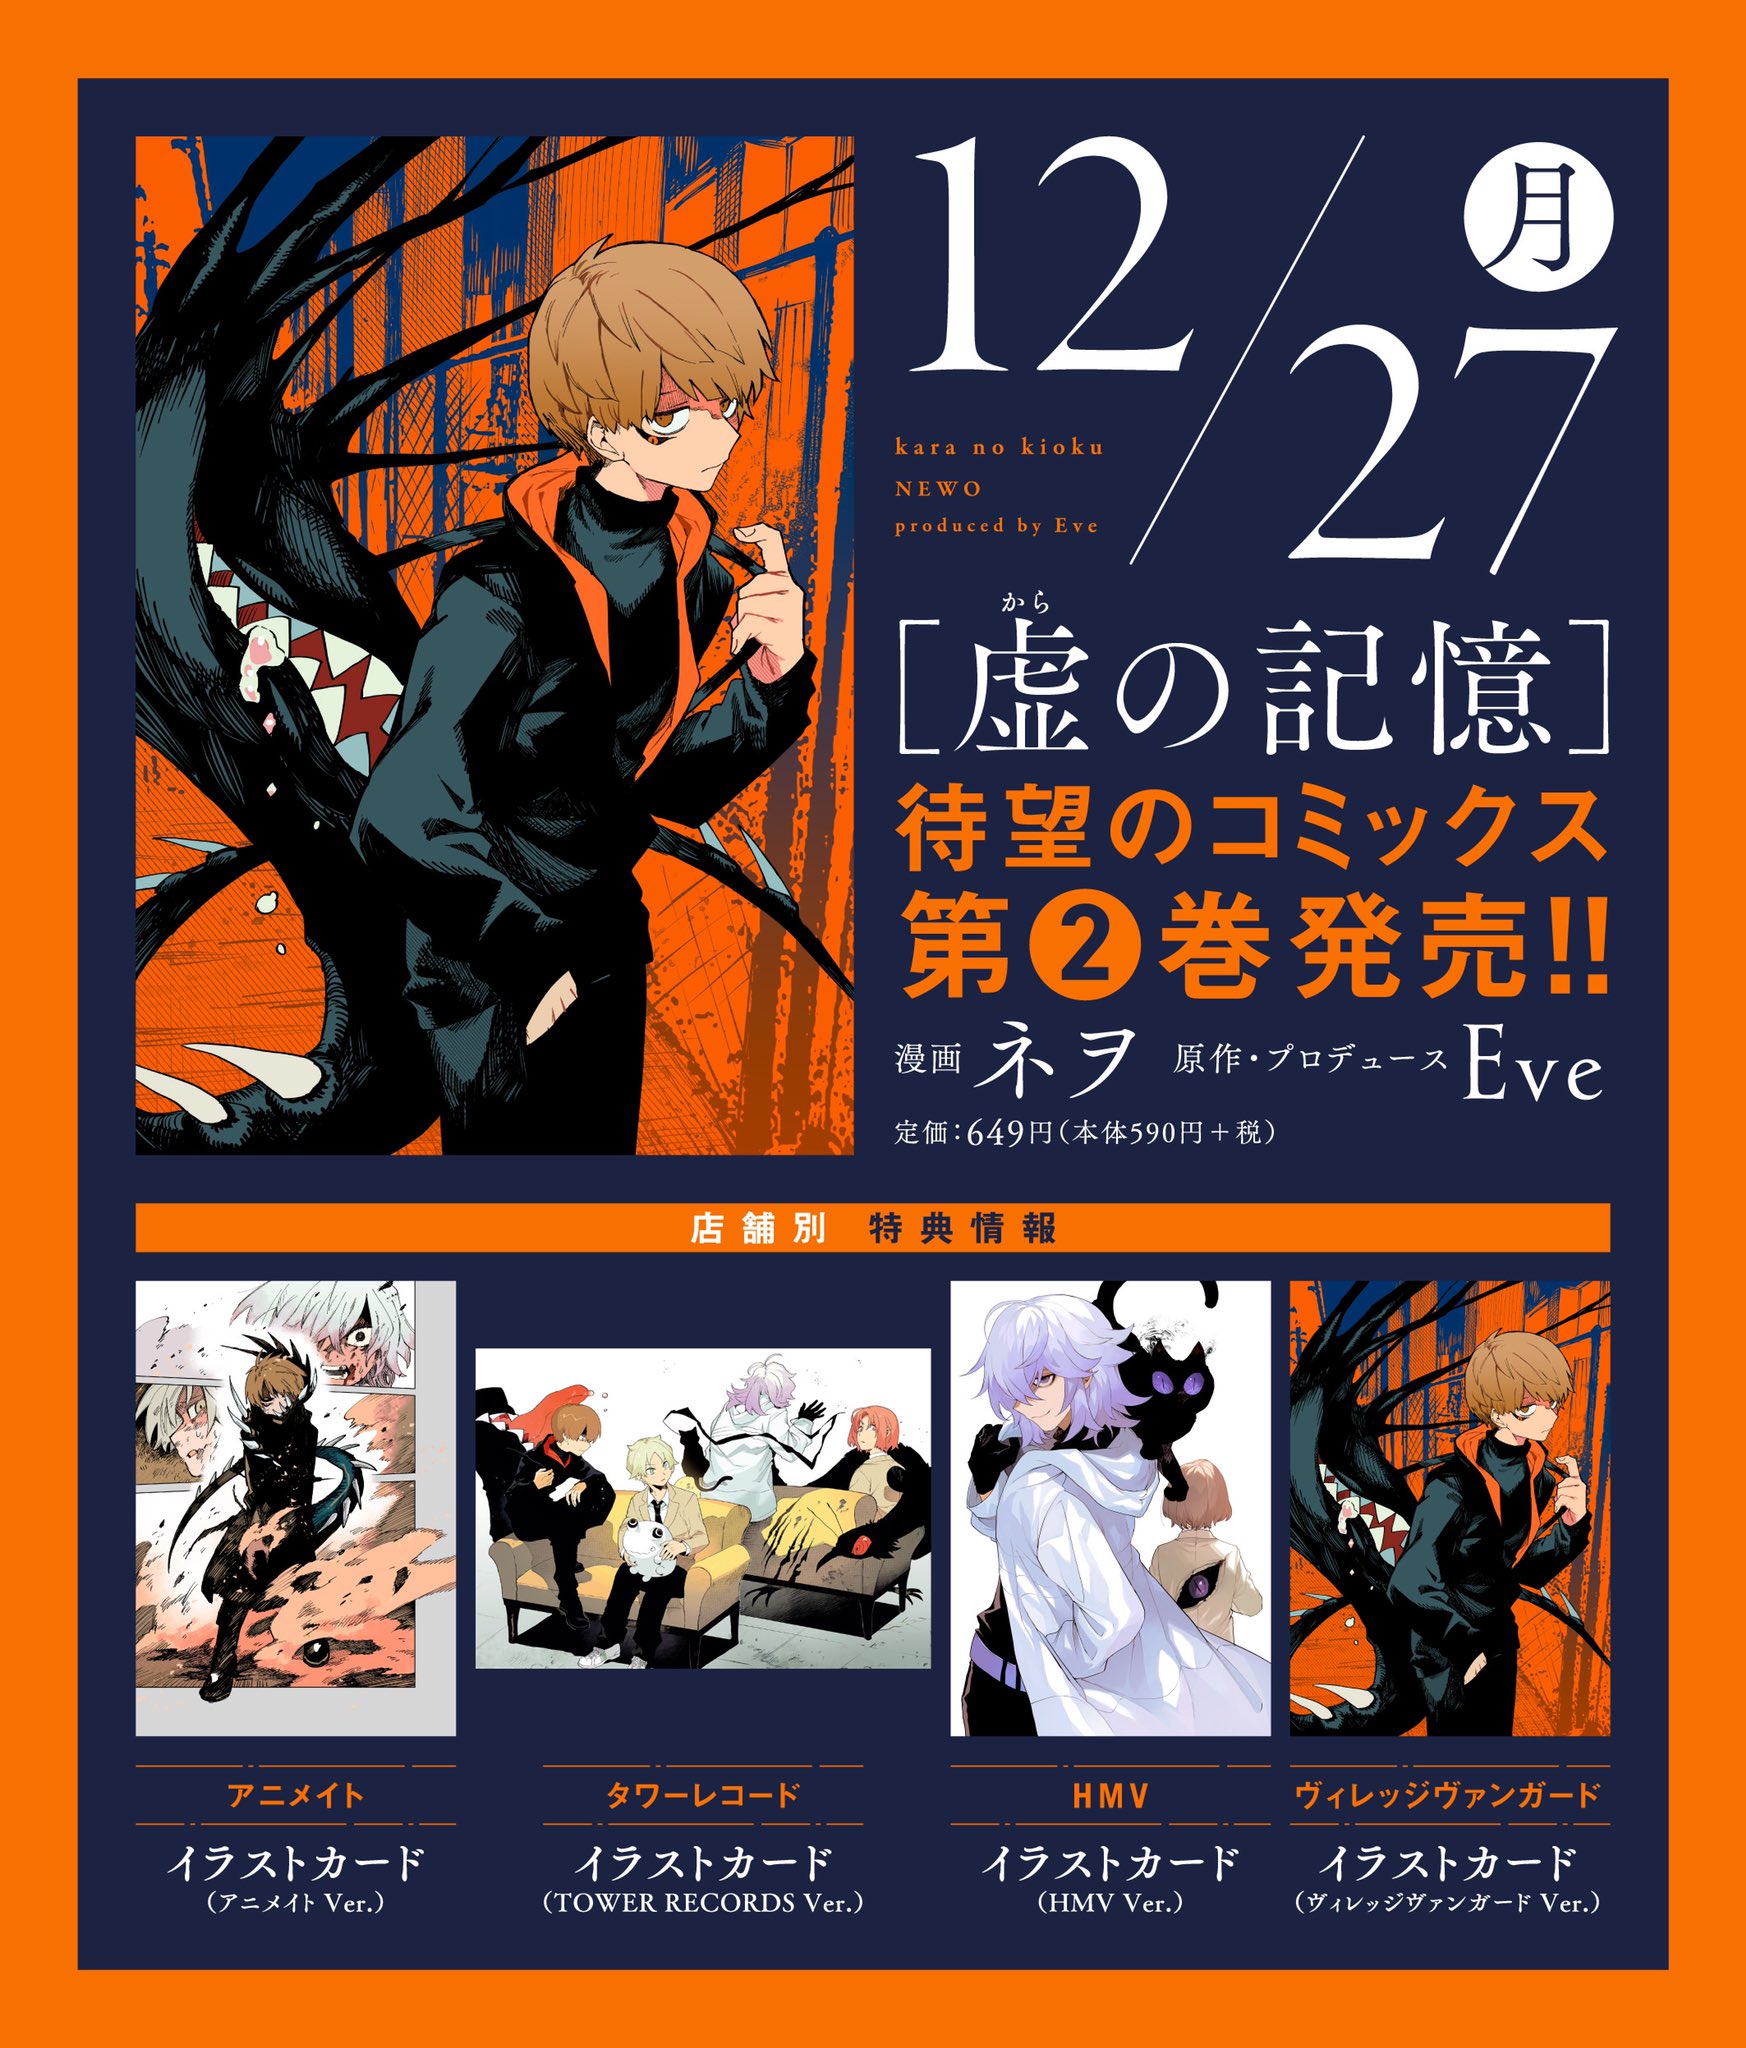 12/27
月
kara no kioku
NEWO
produced by Eve
から
[虚の記憶]
待望のコミックス
第2巻発売!!
漫画 ネヲ 原作・プロデュース Eve
定価：649円（本体590円＋税）
店舗別 特典情報
アニメイト
イラストカード
（アニメイト Ver.）
タワーレコード
イラストカード
（TOWER RECORDS Ver.）
HMV
イラストカード
（HMV Ver.）
ヴィレッジヴァンガード
イラストカード
（ヴィレッジヴァンガード Ver.）